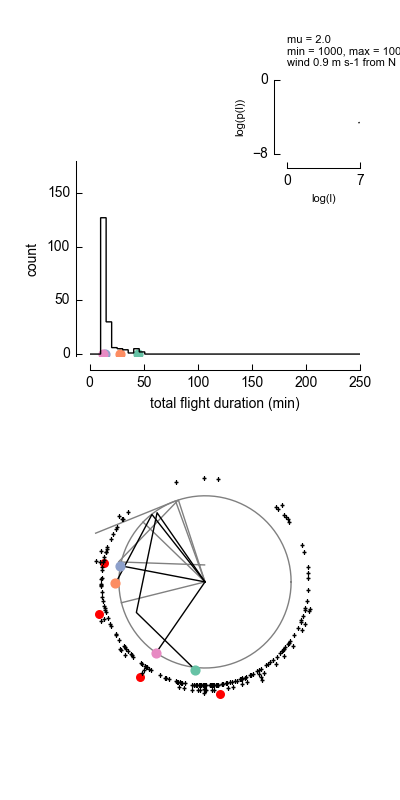 mu = 2.0
min = 1000, max = 100
wind 0.9 m s-1 from N
0
log(p(l))
−8
0
7
log(l)
150
100
50
0
count
0
50
100
150
200
250
total flight duration (min)